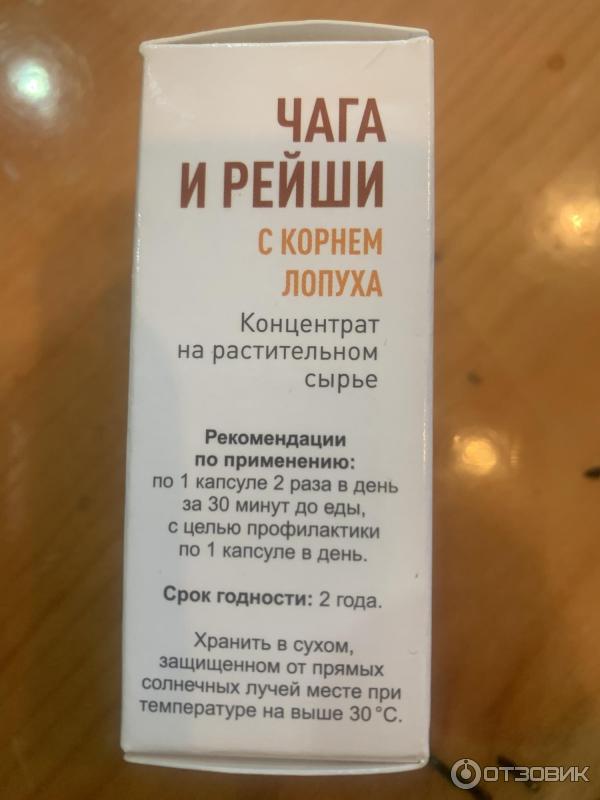 ЧАГА
И РЕЙШИ
С КОРНЕМ
ЛОПУХА
Концентрат
на растительном
сырье
Рекомендации
по применению:
по 1 капсуле 2 раза в день
за 30 минут до еды,
с целью профилактики
по 1 капсуле в день.
Срок годности: 2 года.
Хранить в сухом,
защищенном от прямых
солнечных лучей месте при
температуре на выше 30 °С.
ОТЗОВИК